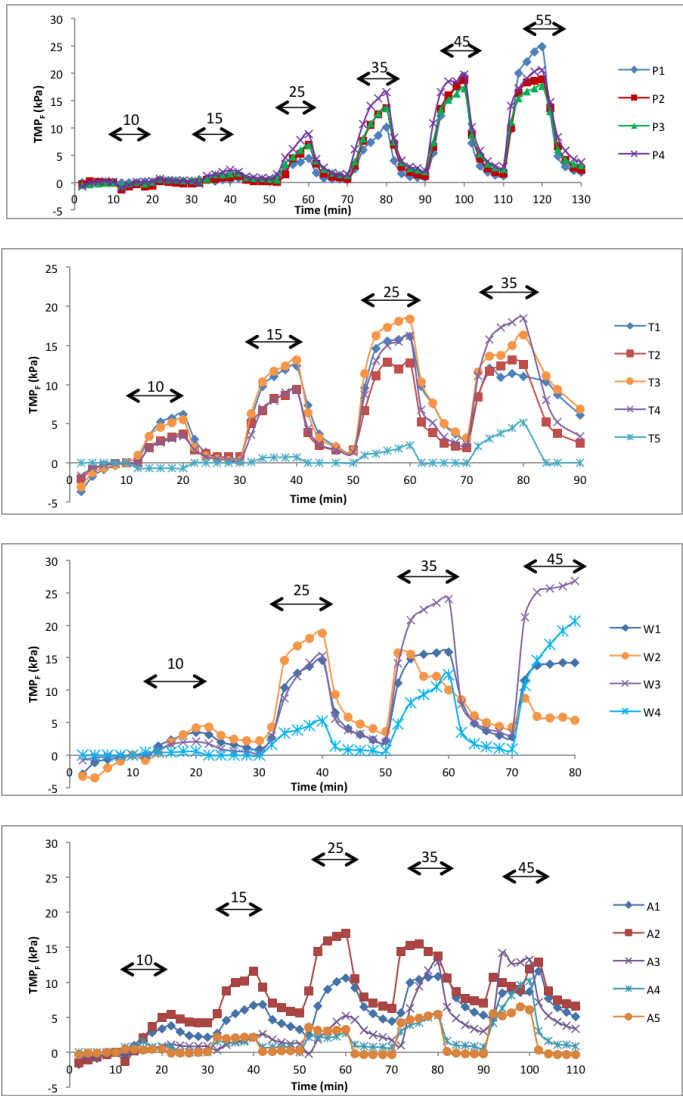 30
25
20
15
10
5
0
-5
TMPF (kPa)
10
15
25
35
45
55
0 10 20 30 40 50 60 70 80 90 100 110 120 130
Time (min)
P1
P2
P3
P4
25
20
15
10
5
0
-5
TMPF (kPa)
10
15
25
35
0 10 20 30 40 50 60 70 80 90
Time (min)
T1
T2
T3
T4
T5
30
25
20
15
10
5
0
-5
TMPF (kPa)
10
25
35
45
0 10 20 30 40 50 60 70 80
Time (min)
W1
W2
W3
W4
30
25
20
15
10
5
0
-5
TMPF (kPa)
10
15
25
35
45
0 10 20 30 40 50 60 70 80 90 100 110
Time (min)
A1
A2
A3
A4
A5